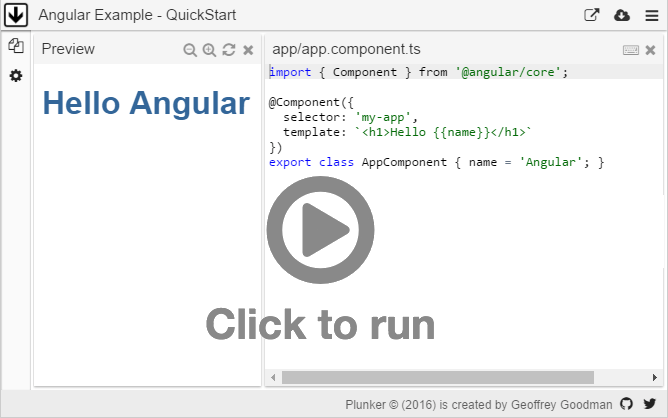 Angular Example - QuickStart
Preview
Hello Angular
app/app.component.ts
import { Component } from '@angular/core';
@Component({
  selector: 'my-app',
  template: `<h1>Hello {{name}}</h1>`
})
export class AppComponent { name = 'Angular'; }
Click to run
Plunker © (2016) is created by Geoffrey Goodman